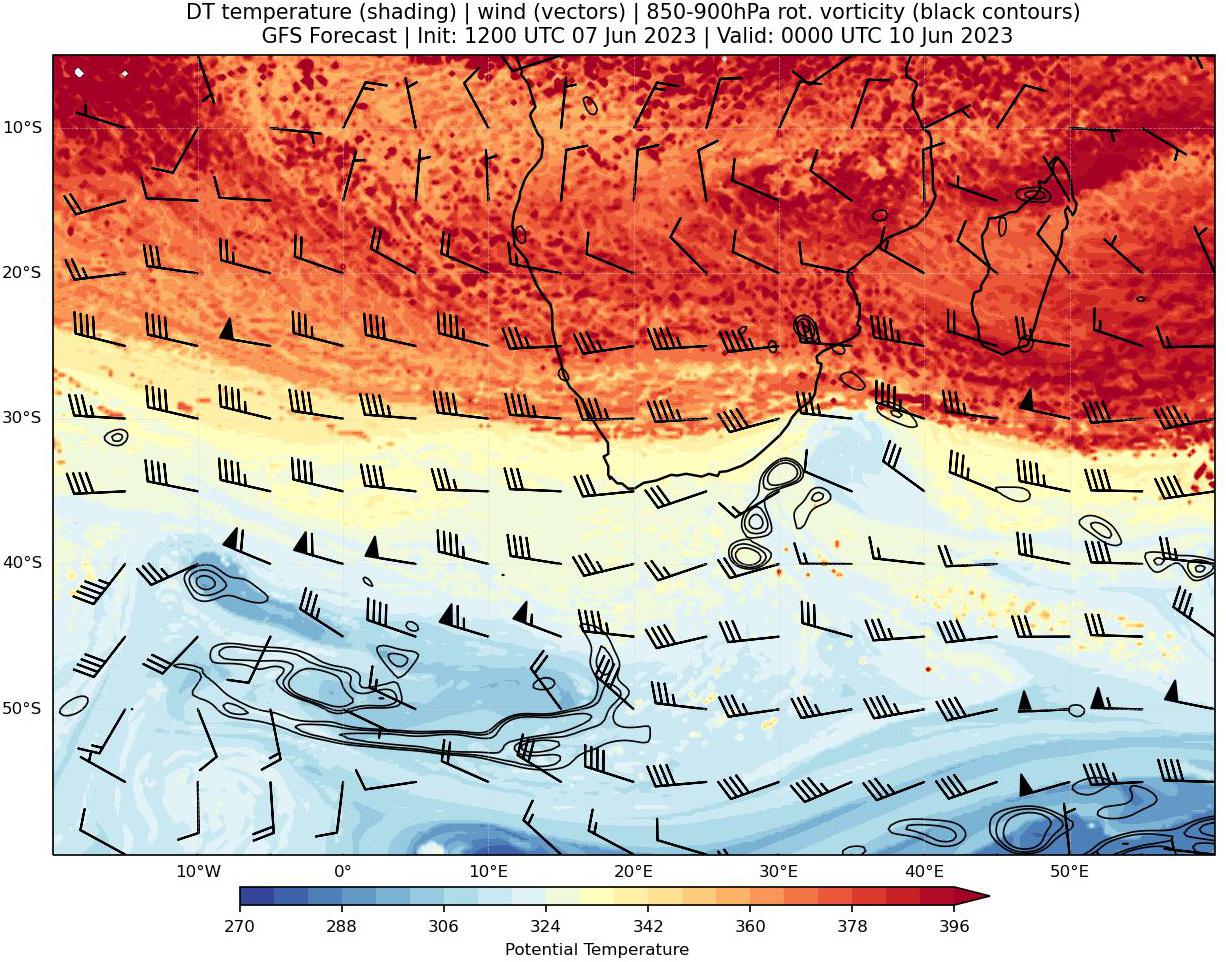 DT temperature (shading) | wind (vectors) | 850-900hPa rot. vorticity (black contours)
GFS Forecast | Init: 1200 UTC 07 Jun 2023 | Valid: 0000 UTC 10 Jun 2023
10°S
20°S
30°S
40°S
50°S
10°W 0° 10°E 20°E 30°E 40°E 50°E
270 288 306 324 342 360 378 396
Potential Temperature